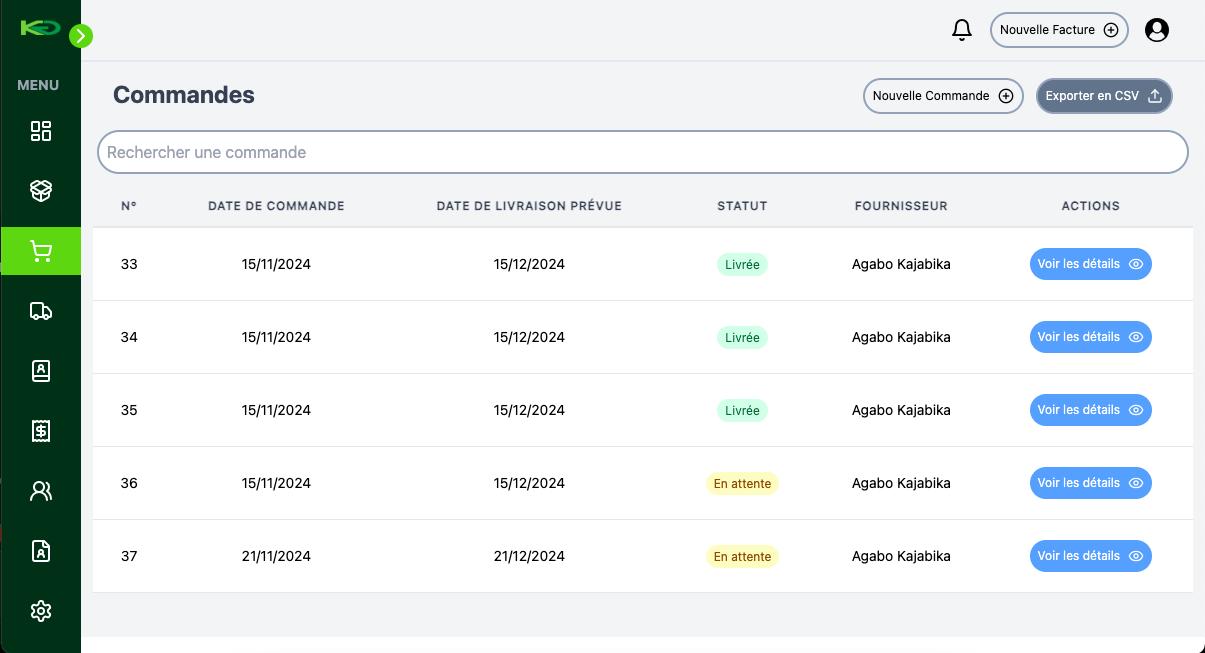 KD
Nouvelle Facture
MENU
Commandes
Nouvelle Commande
Exporter en CSV
Rechercher une commande
N° DATE DE COMMANDE DATE DE LIVRAISON PRÉVUE STATUT FOURNISSEUR ACTIONS
33 15/11/2024 15/12/2024 Livrée Agabo Kajabika Voir les détails
34 15/11/2024 15/12/2024 Livrée Agabo Kajabika Voir les détails
35 15/11/2024 15/12/2024 Livrée Agabo Kajabika Voir les détails
36 15/11/2024 15/12/2024 En attente Agabo Kajabika Voir les détails
37 21/11/2024 21/12/2024 En attente Agabo Kajabika Voir les détails